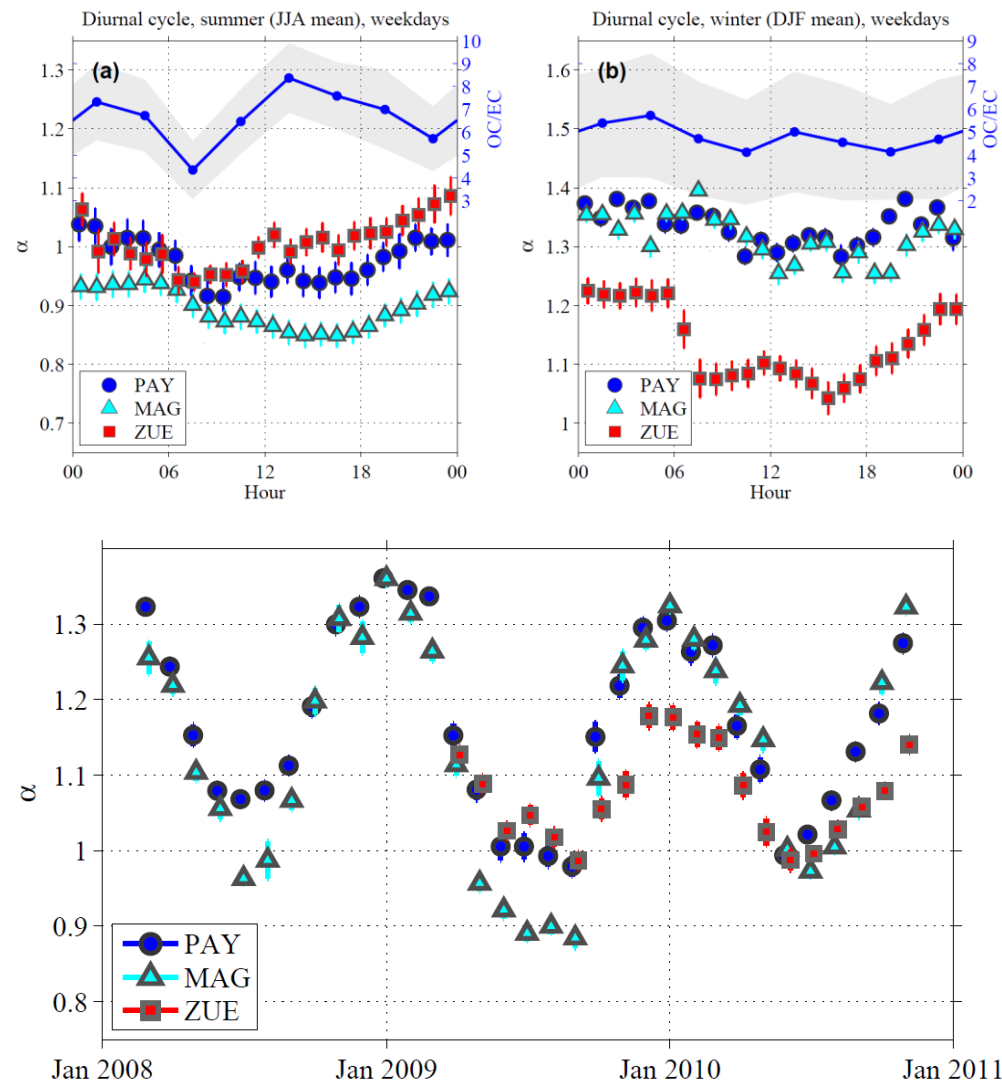 Diurnal cycle, summer (JJA mean), weekdays
(a)
1.3
1.2
1.1
1
0.9
0.8
0.7
α
10
9
8
7
6
5
4
3
OC/EC
PAY
MAG
ZUE
00 06 12 18 00
Hour
Diurnal cycle, winter (DJF mean), weekdays
(b)
1.6
1.5
1.4
1.3
1.2
1.1
1
α
9
8
7
6
5
4
3
2
OC/EC
PAY
MAG
ZUE
00 06 12 18 00
Hour
1.3
1.2
1.1
1
0.9
0.8
α
PAY
MAG
ZUE
Jan 2008 Jan 2009 Jan 2010 Jan 2011